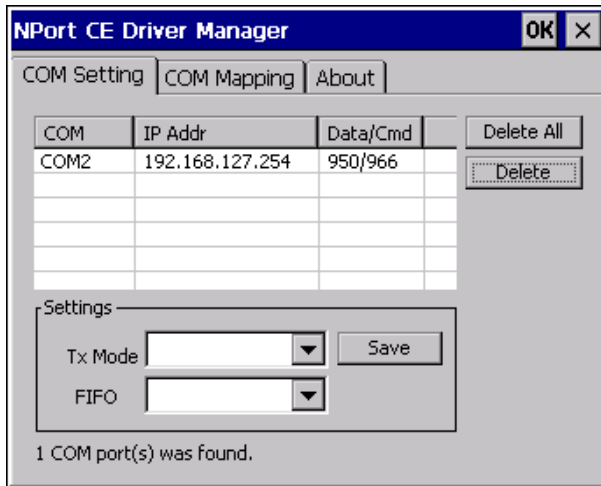 NPort CE Driver Manager OK
COM Setting COM Mapping About
COM IP Addr Data/Cmd Delete All
COM2 192.168.127.254 950/966
Delete
Settings
Tx Mode Save
FIFO
1 COM port(s) was found.